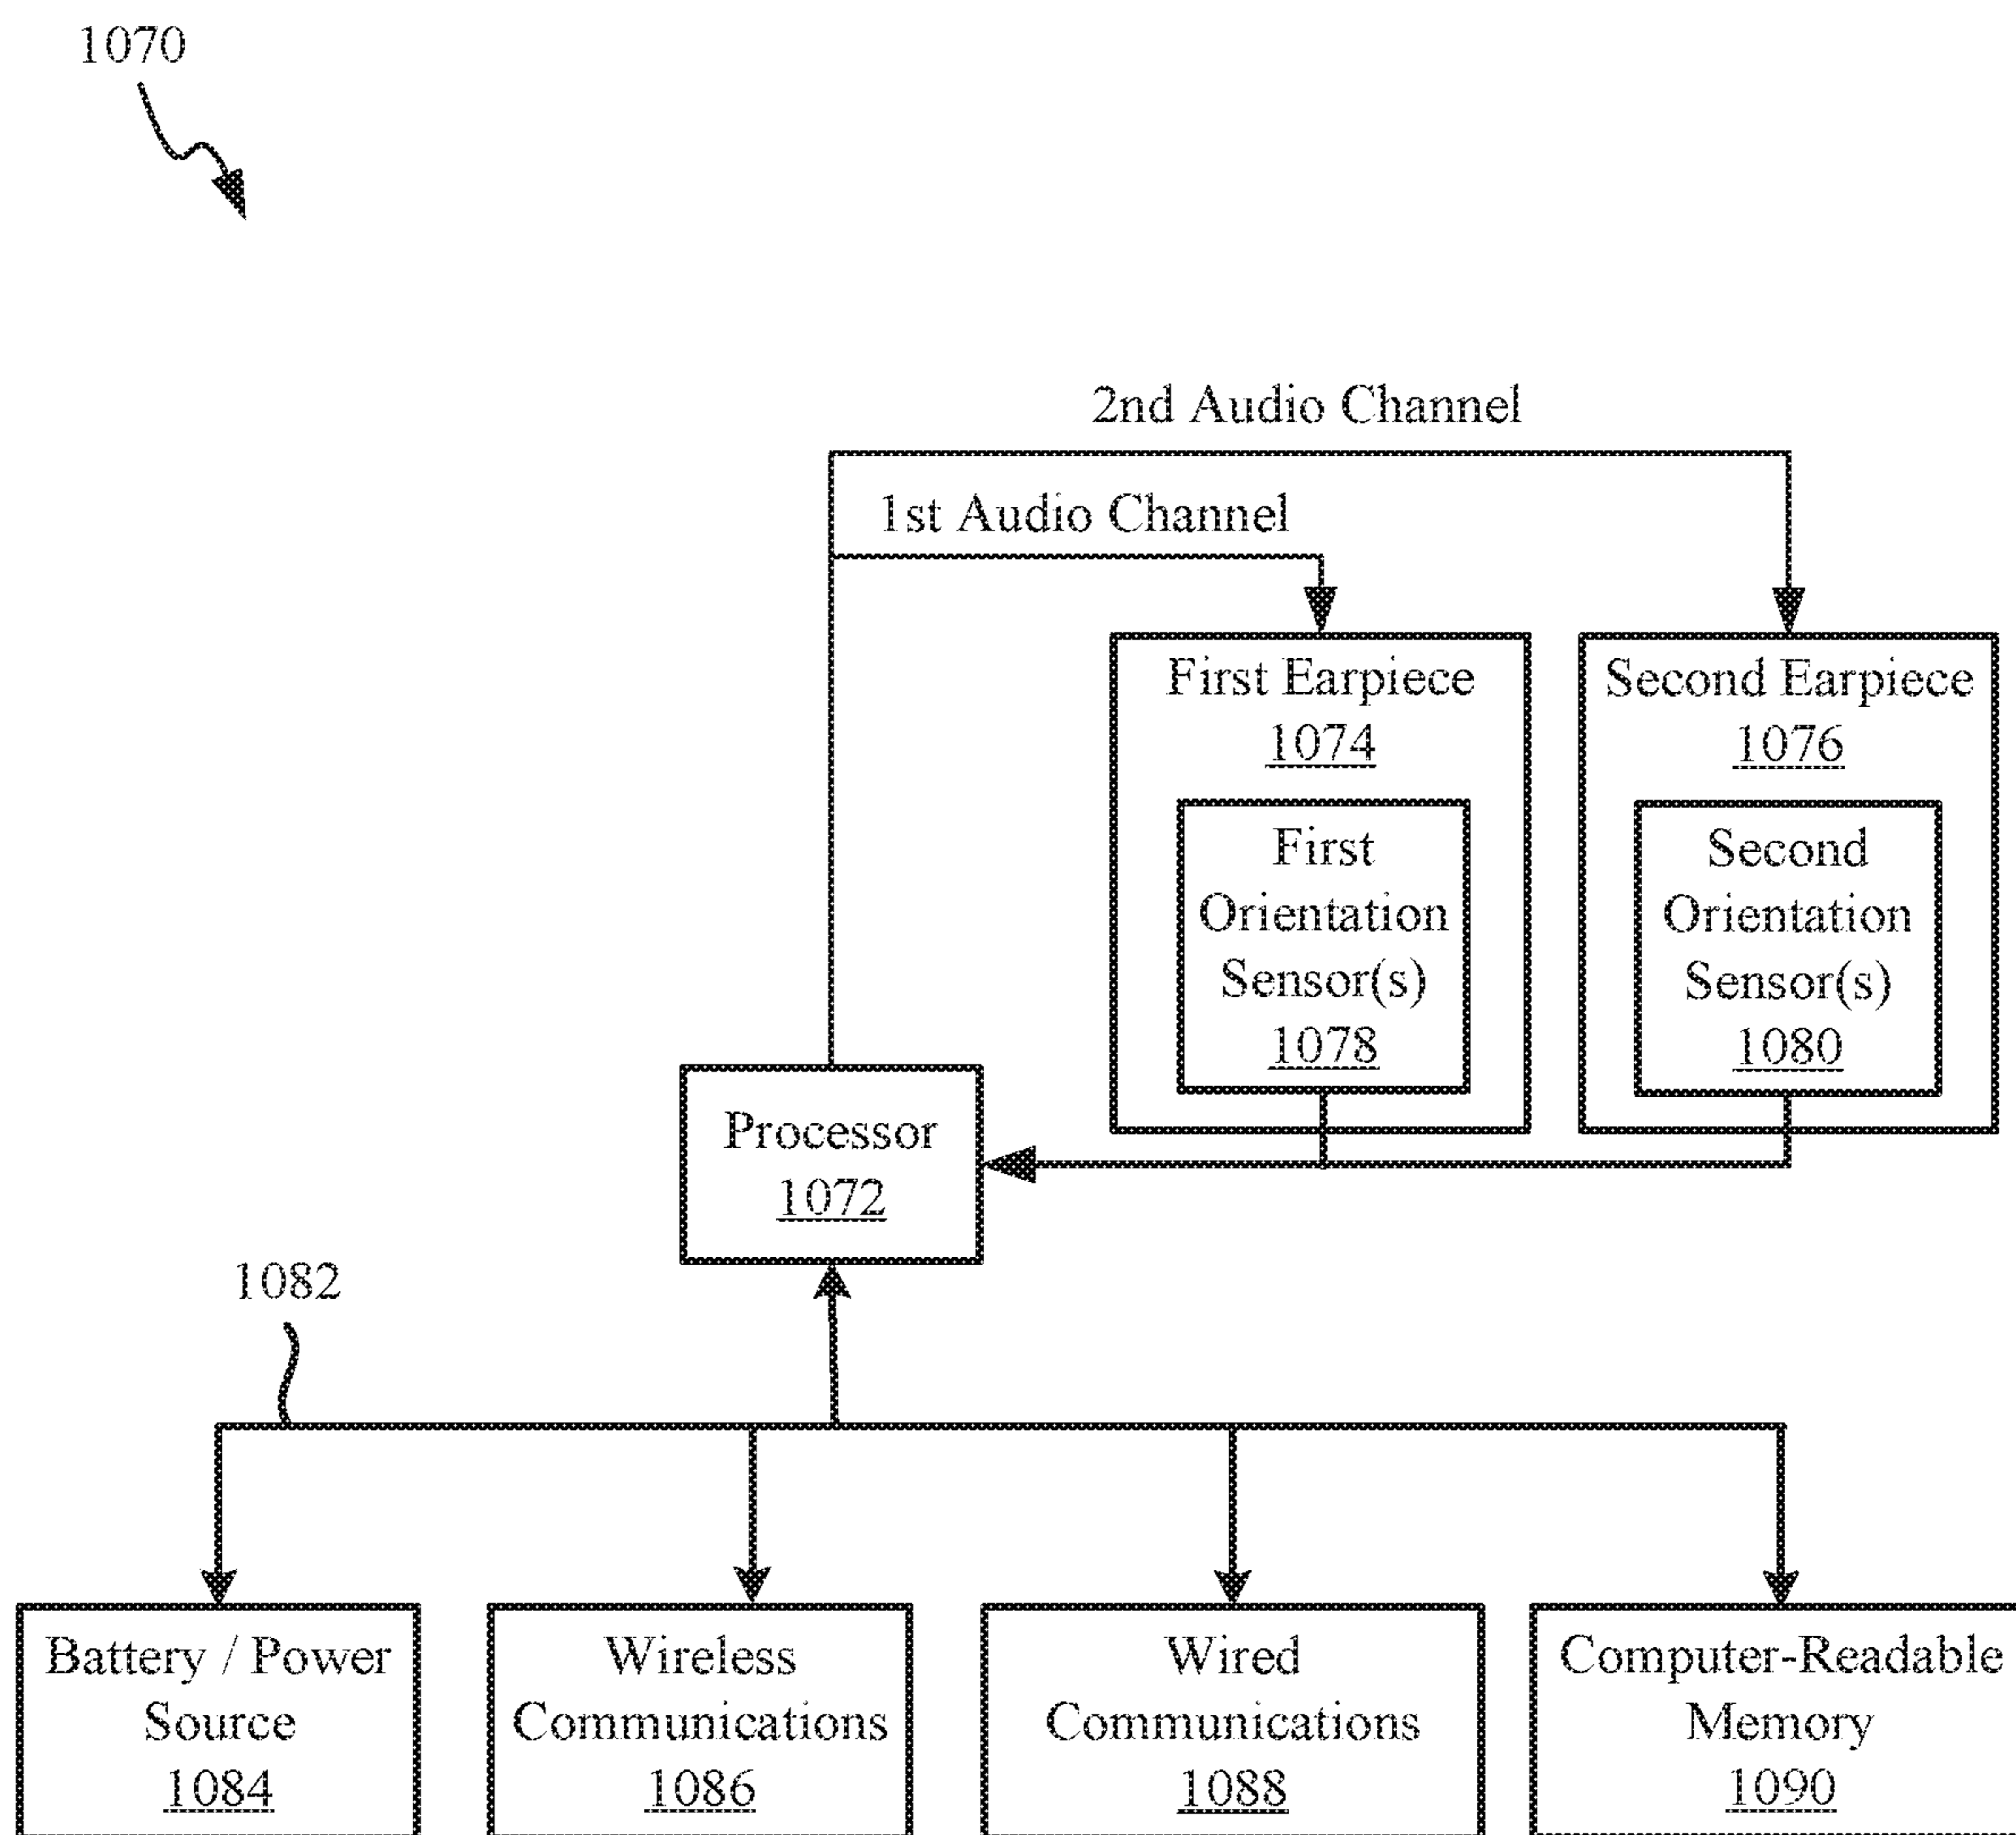 1070
2nd Audio Channel
1st Audio Channel
First Earpiece
1074
First
Orientation
Sensor(s)
1078
Second Earpiece
1076
Second
Orientation
Sensor(s)
1080
Processor
1072
1082
Battery / Power
Source
1084
Wireless
Communications
1086
Wired
Communications
1088
Computer-Readable
Memory
1090